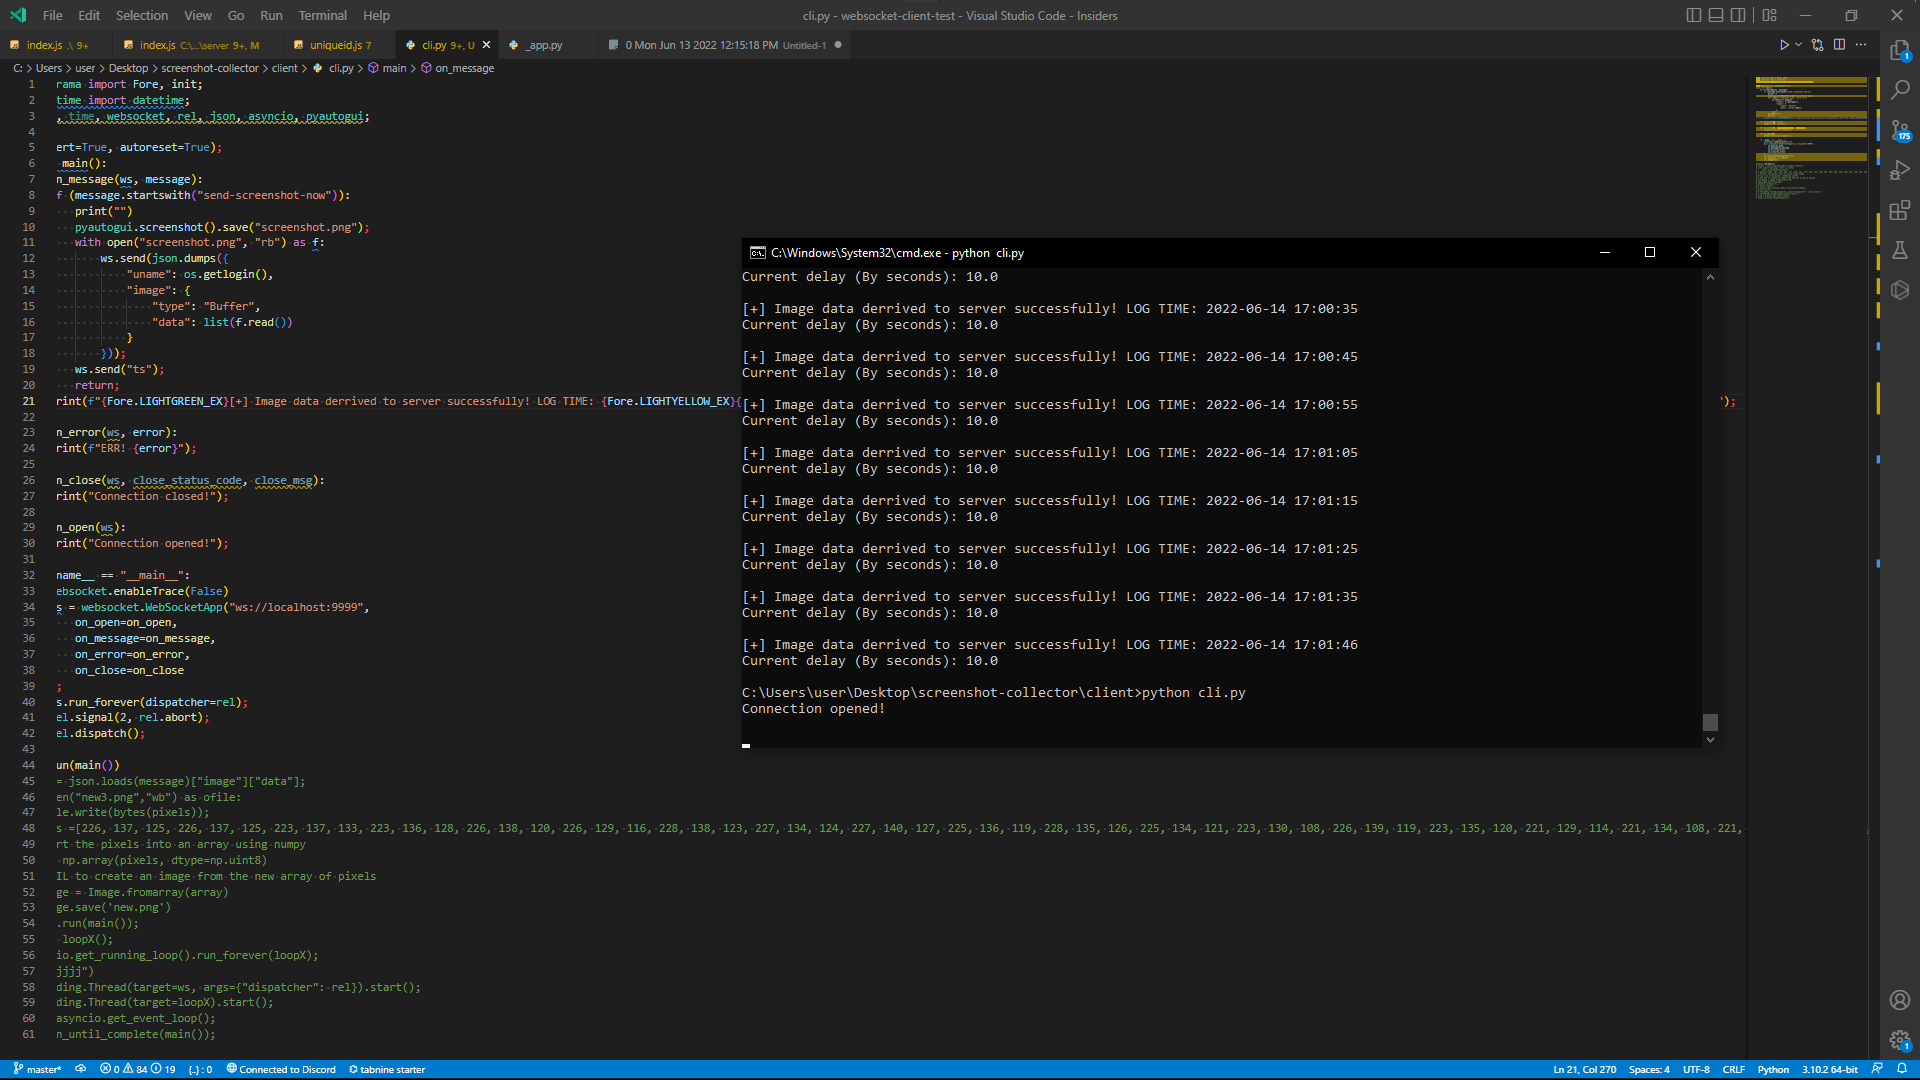 File Edit Selection View Go Run Terminal Help
cli.py - websocket-client-test - Visual Studio Code - Insiders
index.js .\ 9+
index.js C:\...\server 9+, M
uniqueid.js 7
cli.py 9+, U
_app.py
0 Mon Jun 13 2022 12:15:18 PM Untitled-1
C: > Users > user > Desktop > screenshot-collector > client > cli.py > main > on_message
1 rama import Fore, init;
2 time import datetime;
3 , time, websocket, rel, json, asyncio, pyautogui;
4
5 ert=True, autoreset=True);
6 main():
7 n_message(ws, message):
8 f (message.startswith("send-screenshot-now")):
9 print("")
10 pyautogui.screenshot().save("screenshot.png");
11 with open("screenshot.png", "rb") as f:
12 ws.send(json.dumps({
13 "uname": os.getlogin(),
14 "image": {
15 "type": "Buffer",
16 "data": list(f.read())
17 }
18 }));
19 ws.send("ts");
20 return;
21 rint(f"{Fore.LIGHTGREEN_EX}[+] Image data derrived to server successfully! LOG TIME: {Fore.LIGHTYELLOW_EX}{ ');
22
23 n_error(ws, error):
24 rint(f"ERR! {error}");
25
26 n_close(ws, close_status_code, close_msg):
27 rint("Connection closed!");
28
29 n_open(ws):
30 rint("Connection opened!");
31
32 name__ == "__main__":
33 ebsocket.enableTrace(False)
34 s = websocket.WebSocketApp("ws://localhost:9999",
35 on_open=on_open,
36 on_message=on_message,
37 on_error=on_error,
38 on_close=on_close
39 ;
40 s.run_forever(dispatcher=rel);
41 el.signal(2, rel.abort);
42 el.dispatch();
43
44 un(main())
45 = json.loads(message)["image"]["data"];
46 en("new3.png","wb") as ofile:
47 le.write(bytes(pixels));
48 s =[226, 137, 125, 226, 137, 125, 223, 137, 133, 223, 136, 128, 226, 138, 120, 226, 129, 116, 228, 138, 123, 227, 134, 124, 227, 140, 127, 225, 136, 119, 228, 135, 126, 225, 134, 121, 223, 130, 108, 226, 139, 119, 223, 135, 120, 221, 129, 114, 221, 134, 108, 221,
49 rt the pixels into an array using numpy
50 np.array(pixels, dtype=np.uint8)
51 IL to create an image from the new array of pixels
52 ge = Image.fromarray(array)
53 ge.save('new.png')
54 .run(main());
55 loopX();
56 io.get_running_loop().run_forever(loopX);
57 jjjj")
58 ding.Thread(target=ws, args={"dispatcher": rel}).start();
59 ding.Thread(target=loopX).start();
60 asyncio.get_event_loop();
61 n_until_complete(main());
C:\Windows\System32\cmd.exe - python cli.py
Current delay (By seconds): 10.0
[+] Image data derrived to server successfully! LOG TIME: 2022-06-14 17:00:35
Current delay (By seconds): 10.0
[+] Image data derrived to server successfully! LOG TIME: 2022-06-14 17:00:45
Current delay (By seconds): 10.0
[+] Image data derrived to server successfully! LOG TIME: 2022-06-14 17:00:55
Current delay (By seconds): 10.0
[+] Image data derrived to server successfully! LOG TIME: 2022-06-14 17:01:05
Current delay (By seconds): 10.0
[+] Image data derrived to server successfully! LOG TIME: 2022-06-14 17:01:15
Current delay (By seconds): 10.0
[+] Image data derrived to server successfully! LOG TIME: 2022-06-14 17:01:25
Current delay (By seconds): 10.0
[+] Image data derrived to server successfully! LOG TIME: 2022-06-14 17:01:35
Current delay (By seconds): 10.0
[+] Image data derrived to server successfully! LOG TIME: 2022-06-14 17:01:46
Current delay (By seconds): 10.0
C:\Users\user\Desktop\screenshot-collector\client>python cli.py
Connection opened!
1
175
1
master* 0 84 19 {..} : 0 Connected to Discord tabnine starter
Ln 21, Col 270 Spaces: 4 UTF-8 CRLF Python 3.10.2 64-bit